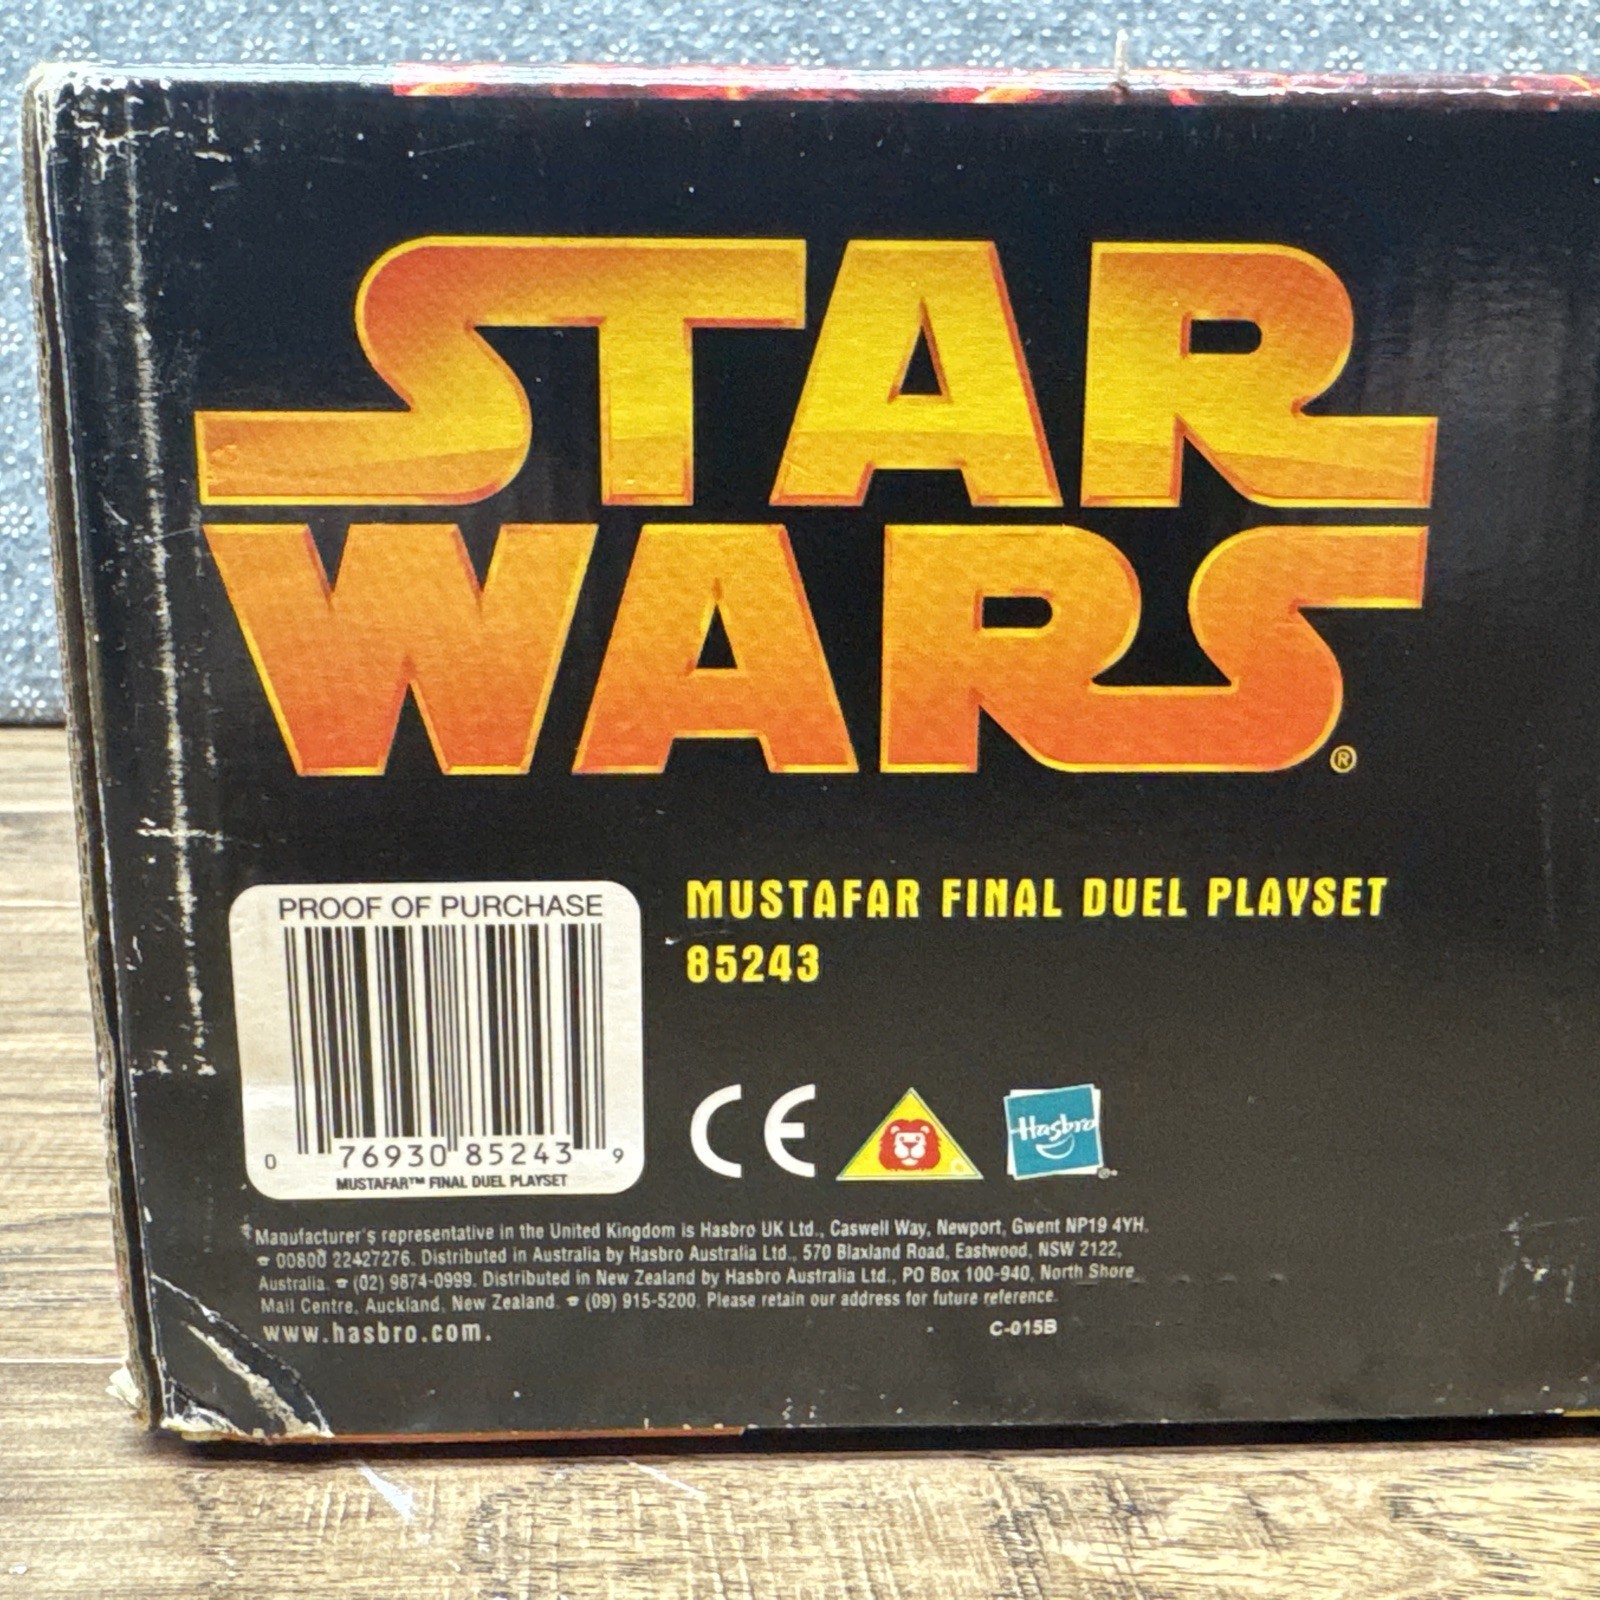 STAR
WARS®
PROOF OF PURCHASE
0 76930 85243 9
MUSTAFAR™ FINAL DUEL PLAYSET
MUSTAFAR FINAL DUEL PLAYSET
85243
CE
Hasbro
Manufacturer's representative in the United Kingdom is Hasbro UK Ltd., Caswell Way, Newport, Gwent NP19 4YH.
☎ 00800 22427276. Distributed in Australia by Hasbro Australia Ltd., 570 Blaxland Road, Eastwood, NSW 2122,
Australia. ☎ (02) 9874-0999. Distributed in New Zealand by Hasbro Australia Ltd., PO Box 100-940, North Shore
Mail Centre, Auckland, New Zealand. ☎ (09) 915-5200. Please retain our address for future reference.
www.hasbro.com.
C-015B